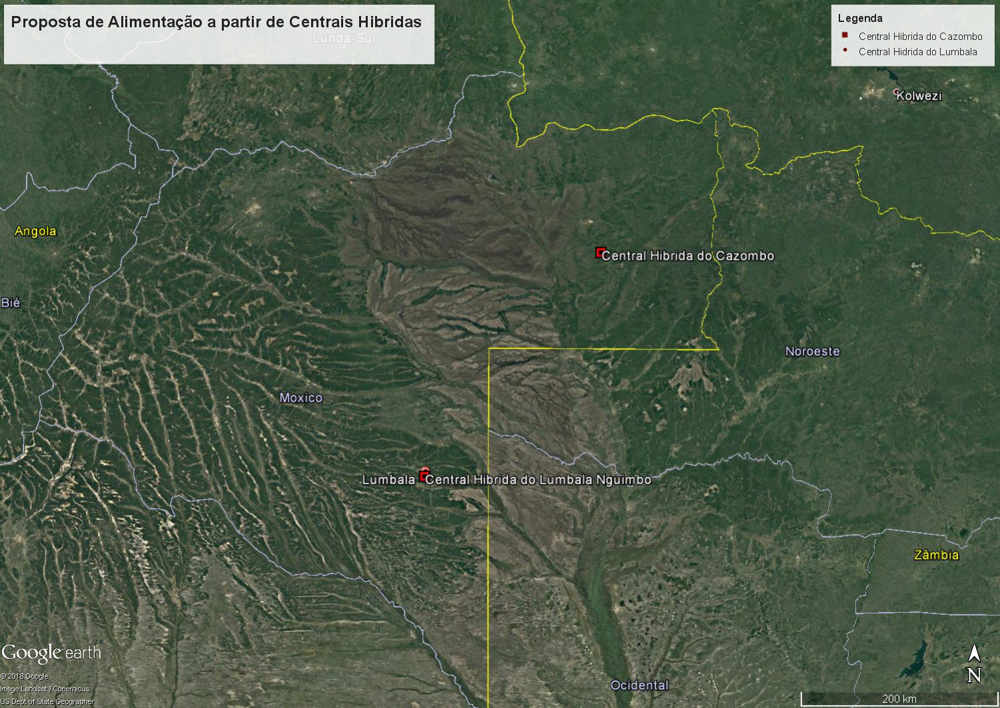 Proposta de Alimentação a partir de Centrais Hibridas
Lunda-Sul
Legenda
Central Hibrida do Cazombo
Central Hidrida do Lumbala
Kolwezi
Angola
Central Hibrida do Cazombo
Bié
Noroeste
Moxico
Lumbala
Central Hibrida do Lumbala Nguimbo
Zâmbia
Google earth
© 2018 Google
Image Landsat / Copernicus
US Dept of State Geographer
Ocidental
N
200 km